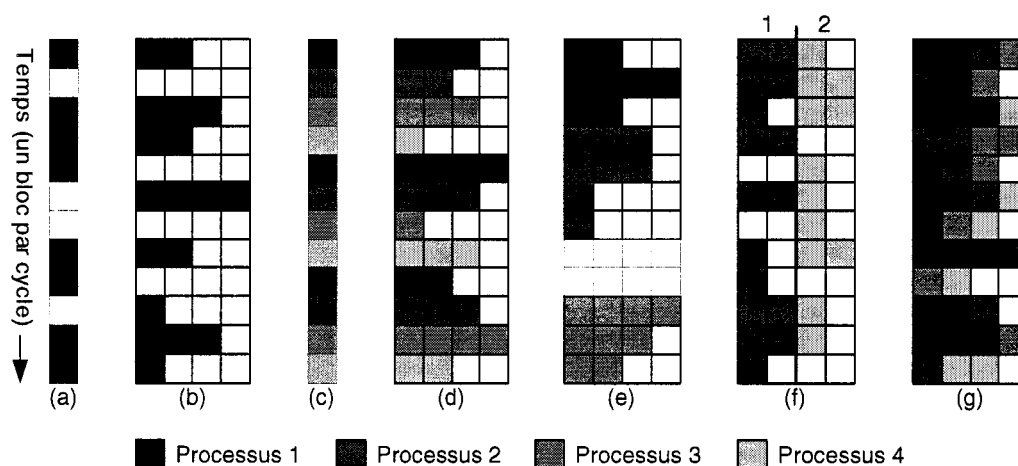 1 2
Temps (un bloc par cycle)
(a) (b) (c) (d) (e) (f) (g)
Processus 1 Processus 2 Processus 3 Processus 4